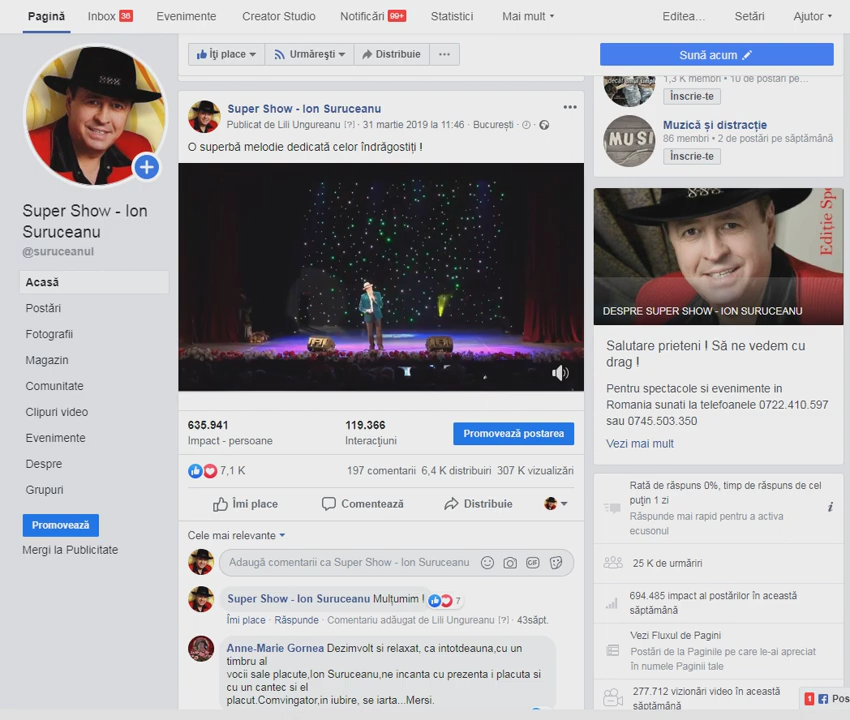 Pagină
Inbox 36
Evenimente
Creator Studio
Notificări 99+
Statistici
Mai mult
Editea...
Setări
Ajutor
Îți place
Urmărești
Distribuie
Sună acum
Super Show - Ion
Suruceanu
@suruceanul
Acasă
Postări
Fotografii
Magazin
Comunitate
Clipuri video
Evenimente
Despre
Grupuri
Promovează
Mergi la Publicitate
Super Show - Ion Suruceanu
Publicat de Lili Ungureanu [?] · 31 martie 2019 la 11:46 · București ·
O superbă melodie dedicată celor îndrăgostiți !
635.941
Impact - persoane
119.366
Interacțiuni
Promovează postarea
7,1 K
197 comentarii 6,4 K distribuiri 307 K vizualizări
Îmi place
Comentează
Distribuie
Cele mai relevante
Adaugă comentarii ca Super Show - Ion Suruceanu
GIF
Super Show - Ion Suruceanu Mulțumim ! 7
Îmi place · Răspunde · Comentariu adăugat de Lili Ungureanu [?] · 43săpt.
Anne-Marie Gornea Dezimvolt si relaxat, ca intotdeauna,cu un
timbru al
vocii sale placute,Ion Suruceanu,ne incanta cu prezenta i placuta si
cu un cantec si el
placut.Comvingator,in iubire, se iarta...Mersi.
1,3 K membri • 10 de postări pe...
Înscrie-te
MUSI
Muzică și distracție
86 membri • 2 de postări pe săptămână
Înscrie-te
Ediție Spe
DESPRE SUPER SHOW - ION SURUCEANU
Salutare prieteni ! Să ne vedem cu
drag !
Pentru spectacole si evenimente in
Romania sunati la telefoanele 0722.410.597
sau 0745.503.350
Vezi mai mult
Rată de răspuns 0%, timp de răspuns de cel
puțin 1 zi
Răspunde mai rapid pentru a activa
ecusonul
25 K de urmăriri
694.485 impact al postărilor în această
săptămână
Vezi Fluxul de Pagini
Postări de la Paginile pe care le-ai apreciat
în numele Paginii tale
277.712 vizionări video în această
săptămână
1
Pos